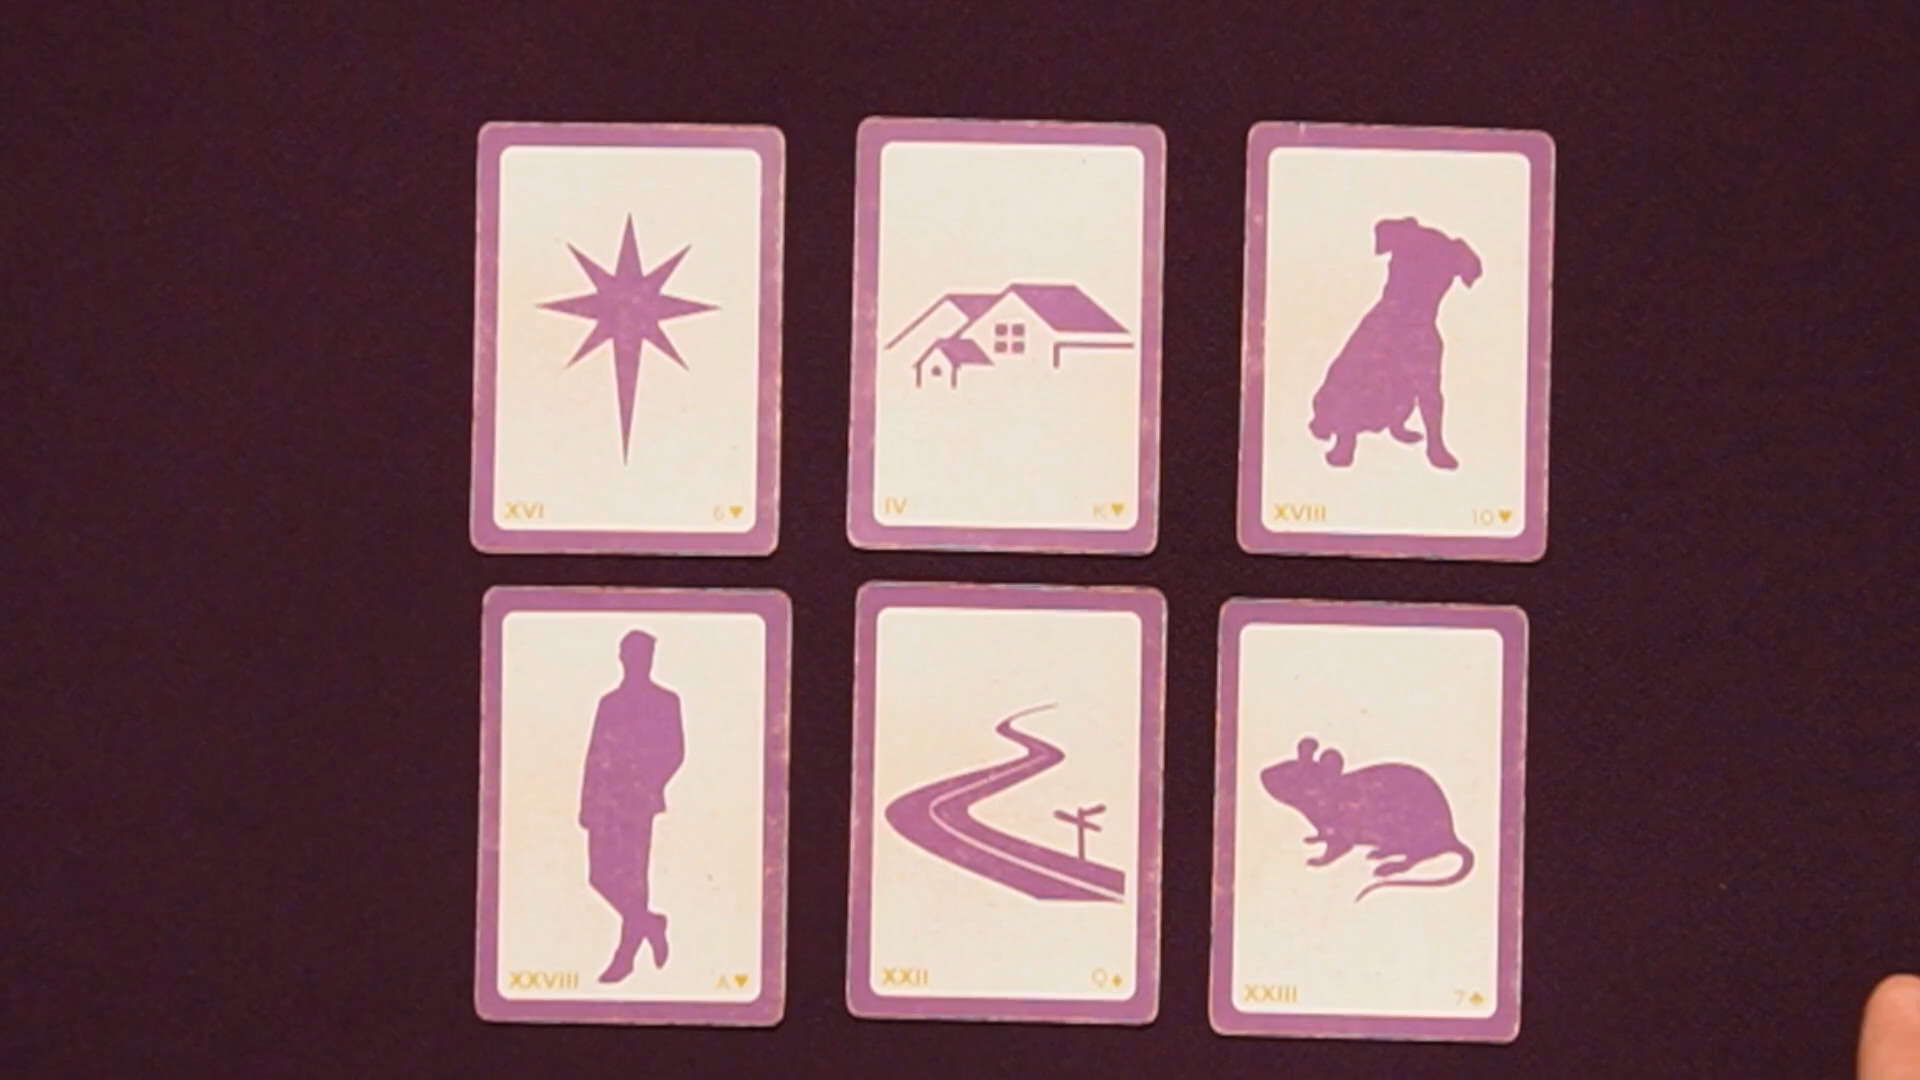 XVI 6♥
IV K♥
XVIII 10♥
XXVIII A♥
XXII Q♦
XXIII 7♣